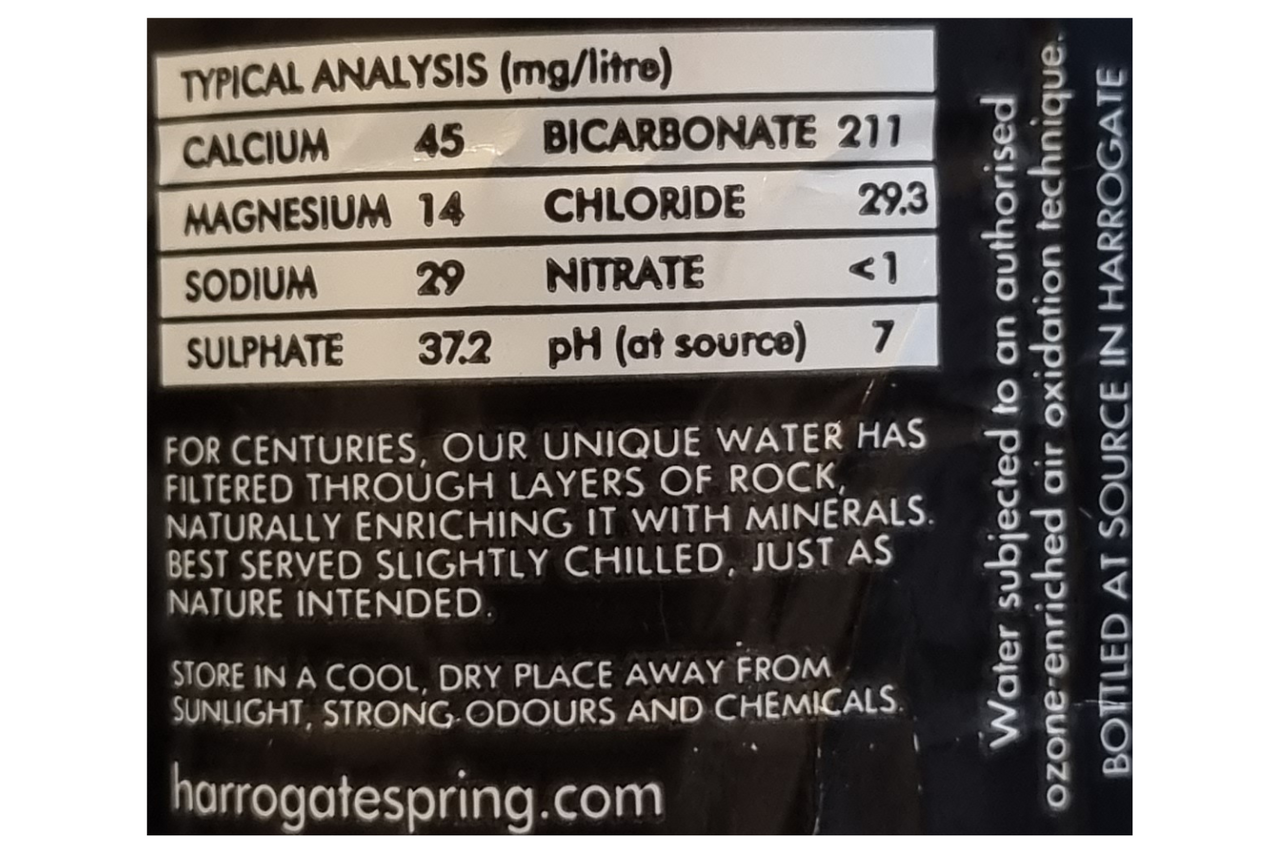 TYPICAL ANALYSIS (mg/litre)
CALCIUM 45 BICARBONATE 211
MAGNESIUM 14 CHLORIDE 29.3
SODIUM 29 NITRATE <1
SULPHATE 37.2 pH (at source) 7
FOR CENTURIES, OUR UNIQUE WATER HAS
FILTERED THROUGH LAYERS OF ROCK,
NATURALLY ENRICHING IT WITH MINERALS.
BEST SERVED SLIGHTLY CHILLED, JUST AS
NATURE INTENDED.
STORE IN A COOL, DRY PLACE AWAY FROM
SUNLIGHT, STRONG ODOURS AND CHEMICALS.
harrogatespring.com
Water subjected to an authorised
ozone-enriched air oxidation technique.
BOTTLED AT SOURCE IN HARROGATE